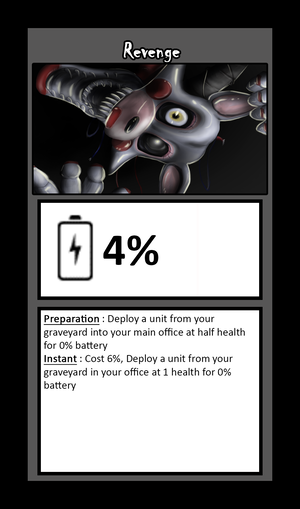 Revenge
4%
Preparation : Deploy a unit from your
graveyard into your main office at half health
for 0% battery
Instant : Cost 6%, Deploy a unit from your
graveyard in your office at 1 health for 0%
battery